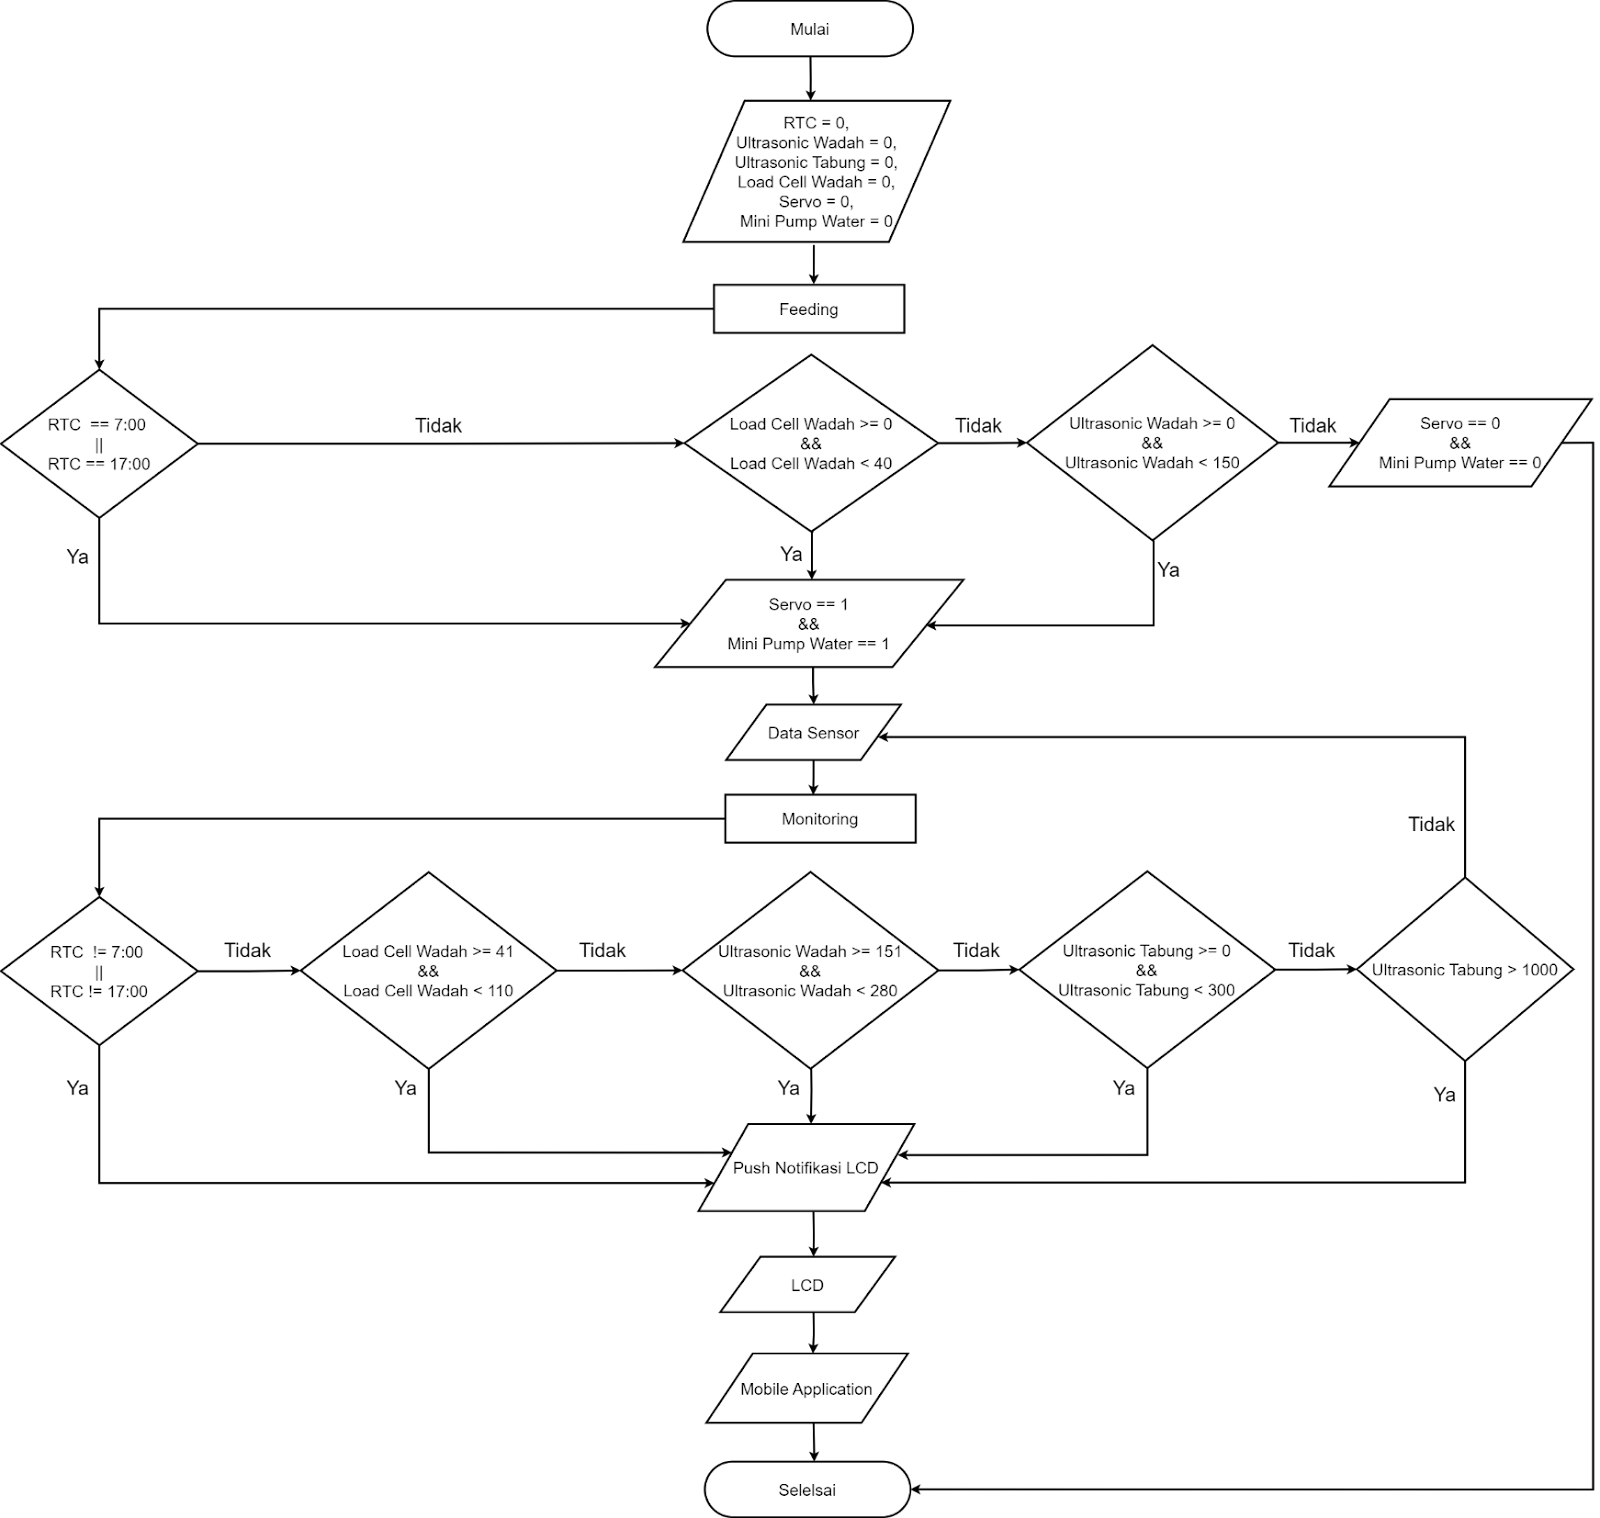 Mulai
RTC = 0,
Ultrasonic Wadah = 0,
Ultrasonic Tabung = 0,
Load Cell Wadah = 0,
Servo = 0,
Mini Pump Water = 0
Feeding
RTC == 7:00
||
RTC == 17:00
Tidak
Load Cell Wadah >= 0
&&
Load Cell Wadah < 40
Tidak
Ultrasonic Wadah >= 0
&&
Ultrasonic Wadah < 150
Tidak
Servo == 0
&&
Mini Pump Water == 0
Ya
Ya
Ya
Servo == 1
&&
Mini Pump Water == 1
Data Sensor
Monitoring
Tidak
RTC != 7:00
||
RTC != 17:00
Tidak
Load Cell Wadah >= 41
&&
Load Cell Wadah < 110
Tidak
Ultrasonic Wadah >= 151
&&
Ultrasonic Wadah < 280
Tidak
Ultrasonic Tabung >= 0
&&
Ultrasonic Tabung < 300
Tidak
Ultrasonic Tabung > 1000
Ya
Ya
Ya
Ya
Ya
Push Notifikasi LCD
LCD
Mobile Application
Selelsai